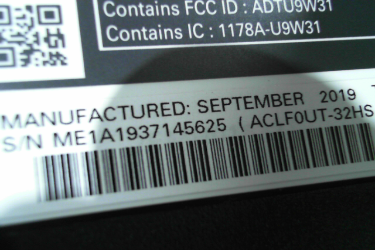 Contains FCC ID : ADTU9W31
Contains IC : 1178A-U9W31
MANUFACTURED: SEPTEMBER 2019
S/N ME1A1937145625 ( ACLF0UT-32HS